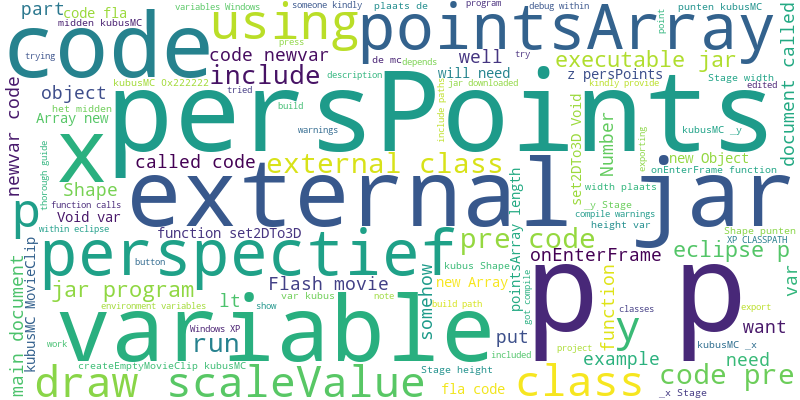 part
code fla
variables Windows
someone kindly
plaats de
program
debug within
punten kubusMC
midden kubusMC
code
using
pointsArray
document called
trying
press
point
de mc
depends
try
code newvar
well
executable jar
kubusMC 0x222222
include
description
will need
z persPoints
Stage width
edited
object
tried
jar downloaded
kindly provide
newvar code
het midden
Array new
build
include paths
persPoints
warnings
exporting
kubusMC _y
thorough guide
x
called code
external class
set2DTo3D Void
Number
new Object
onEnterFrame function
Shape
function calls
width plaats
p
external jar
_y Stage
compile warnings
Void var
height var
within eclipse
function set2DTo3D
pre code
Shape punten
XP CLASSPATH
perspectief
button
onEnterFrame
eclipse p
main document
kubusMC MovieClip
kubus Shape
pointsArray length
p p
var
jar program
lt
var kubus
Flash movie
somehow
new Array
note
environment variables
show
build path
function
classes
export
variable
got compile
y
want
Windows XP
run
put
work
included
project
example
need
kubusMC _x
createEmptyMovieClip kubusMC
Stage height
draw scaleValue
fla code
class
code pre
_x Stage